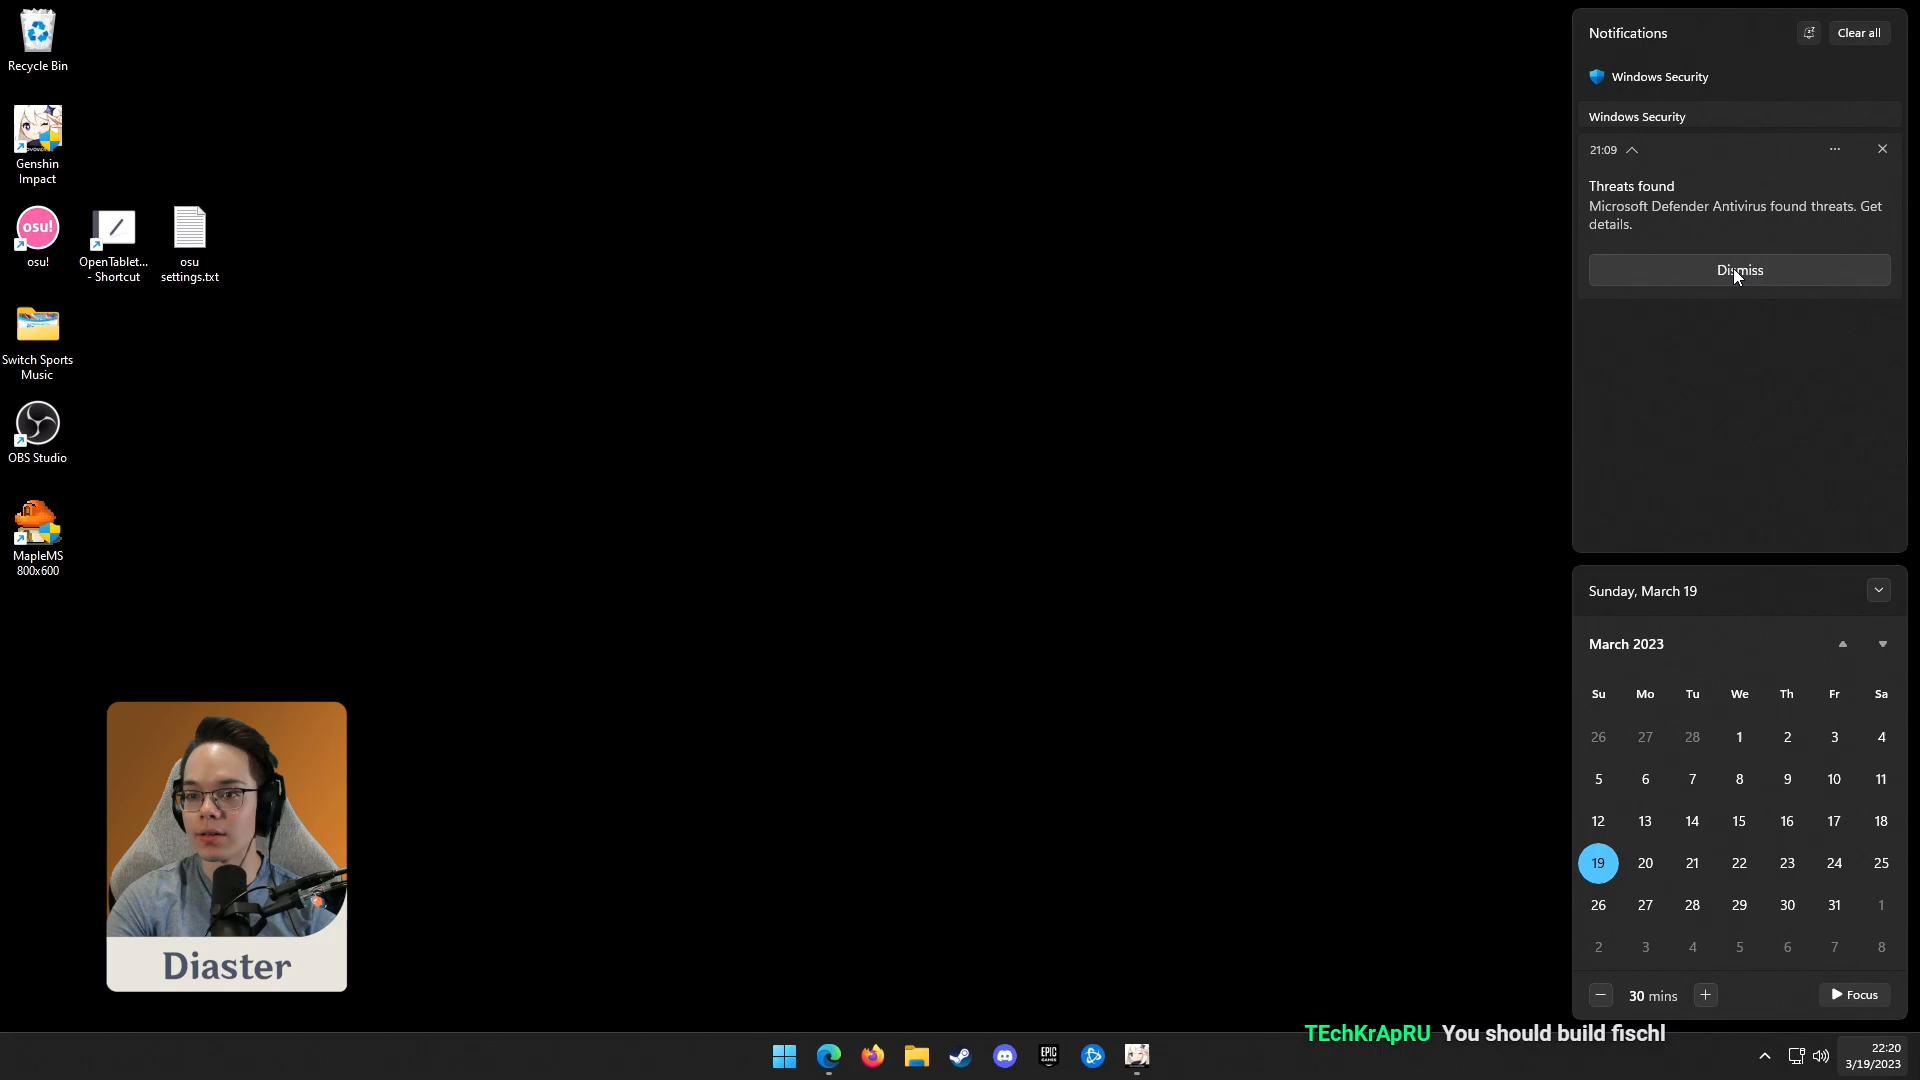 Recycle Bin
Genshin
Impact
osu!
osu!
OpenTablet...
- Shortcut
osu
settings.txt
Switch Sports
Music
OBS Studio
MapleMS
800x600
Diaster
Notifications
Clear all
Windows Security
Windows Security
21:09
Threats found
Microsoft Defender Antivirus found threats. Get
details.
Dismiss
Sunday, March 19
March 2023
Su Mo Tu We Th Fr Sa
26 27 28 1 2 3 4
5 6 7 8 9 10 11
12 13 14 15 16 17 18
19 20 21 22 23 24 25
26 27 28 29 30 31 1
2 3 4 5 6 7 8
30 mins
Focus
TEchKrApRU You should build fischl
EPIC
GAMES
22:20
3/19/2023